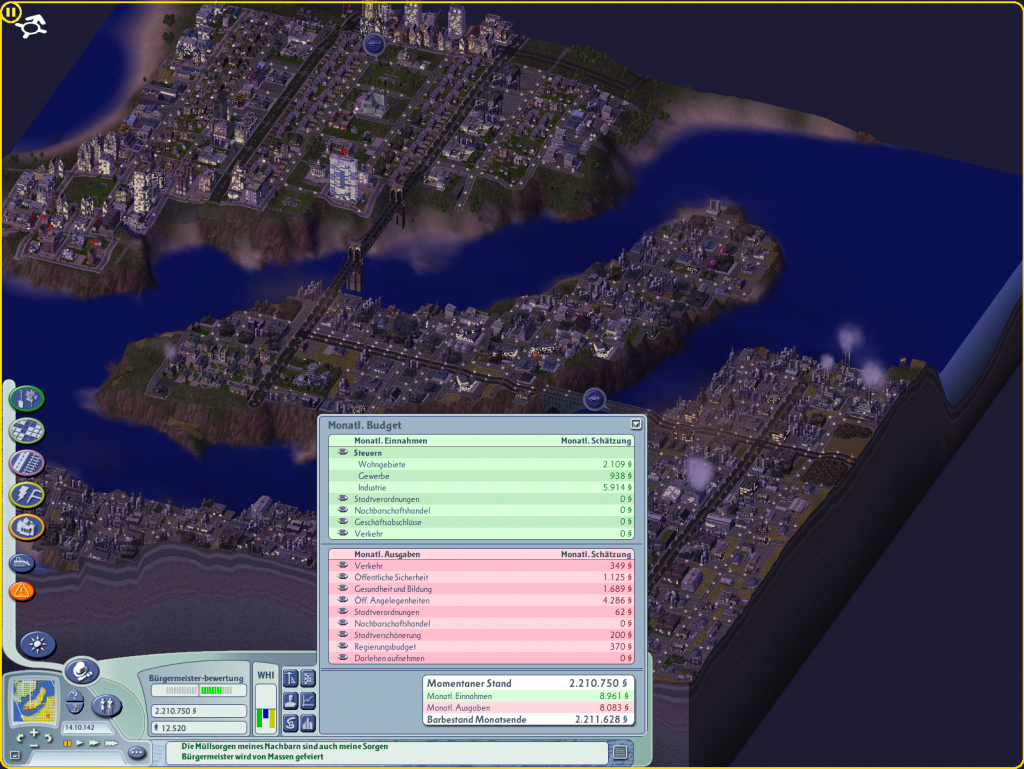 Monatl. Budget
Monatl. Einnahmen Monatl. Schätzung
Steuern
Wohngebiete 2.109 §
Gewerbe 938 §
Industrie 5.914 §
Stadtverordnungen 0 §
Nachbarschaftshandel 0 §
Geschäftsabschlüsse 0 §
Verkehr 0 §
Monatl. Ausgaben Monatl. Schätzung
Verkehr 349 §
Öffentliche Sicherheit 1.125 §
Gesundheit und Bildung 1.689 §
Öff. Angelegenheiten 4.286 §
Stadtverordnungen 62 §
Nachbarschaftshandel 0 §
Stadtverschönerung 200 §
Regierungsbudget 370 §
Darlehen aufnehmen 0 §
Momentaner Stand 2.210.750 §
Monatl. Einnahmen 8.961 §
Monatl. Ausgaben 8.083 §
Barbestand Monatsende 2.211.628 §
Bürgermeister-bewertung
WHI
2.210.750 §
12.520
14.10.142
Die Müllsorgen meines Nachbarn sind auch meine Sorgen
Bürgermeister wird von Massen gefeiert